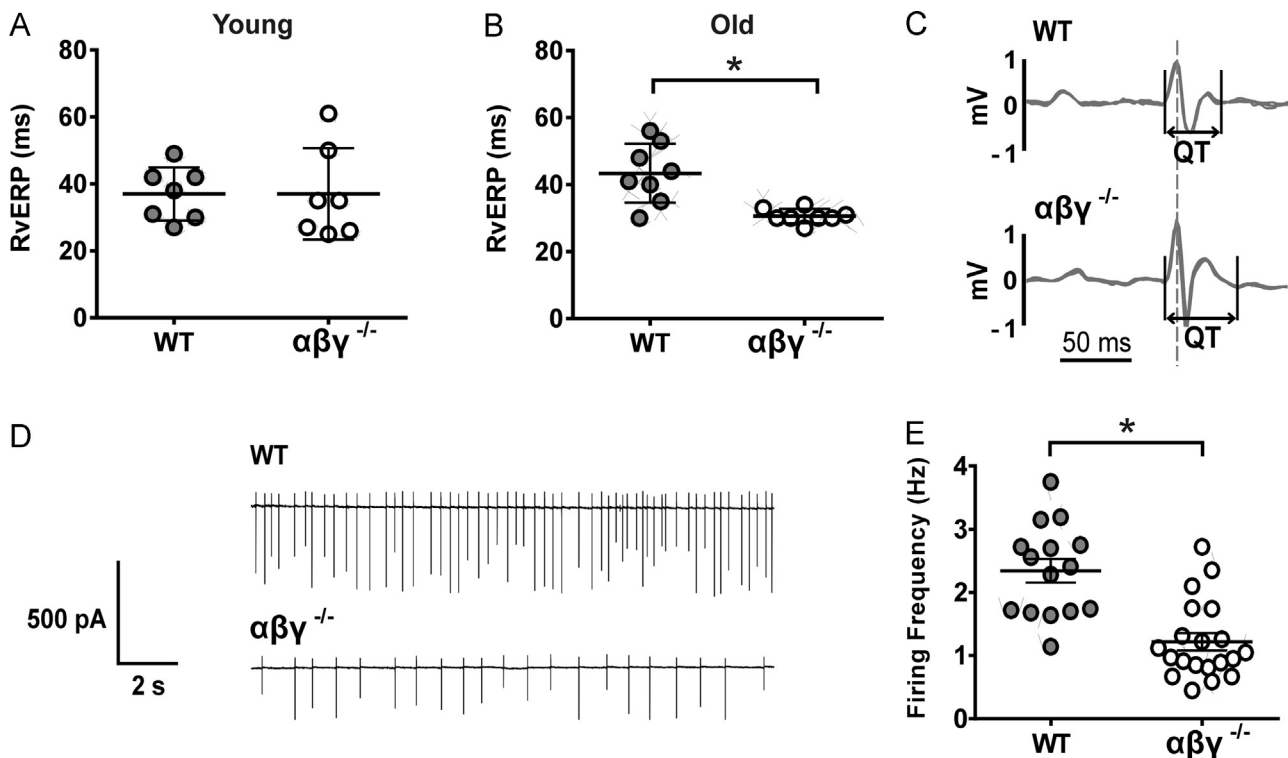 A
Young
RvERP (ms)
80
60
40
20
0
WT
αβγ -/-
B
Old
RvERP (ms)
80
60
40
20
0
*
WT
αβγ -/-
C
WT
mV
1
0
-1
QT
αβγ -/-
mV
1
0
-1
QT
50 ms
D
WT
αβγ -/-
500 pA
2 s
E
Firing Frequency (Hz)
4
3
2
1
0
*
WT
αβγ -/-